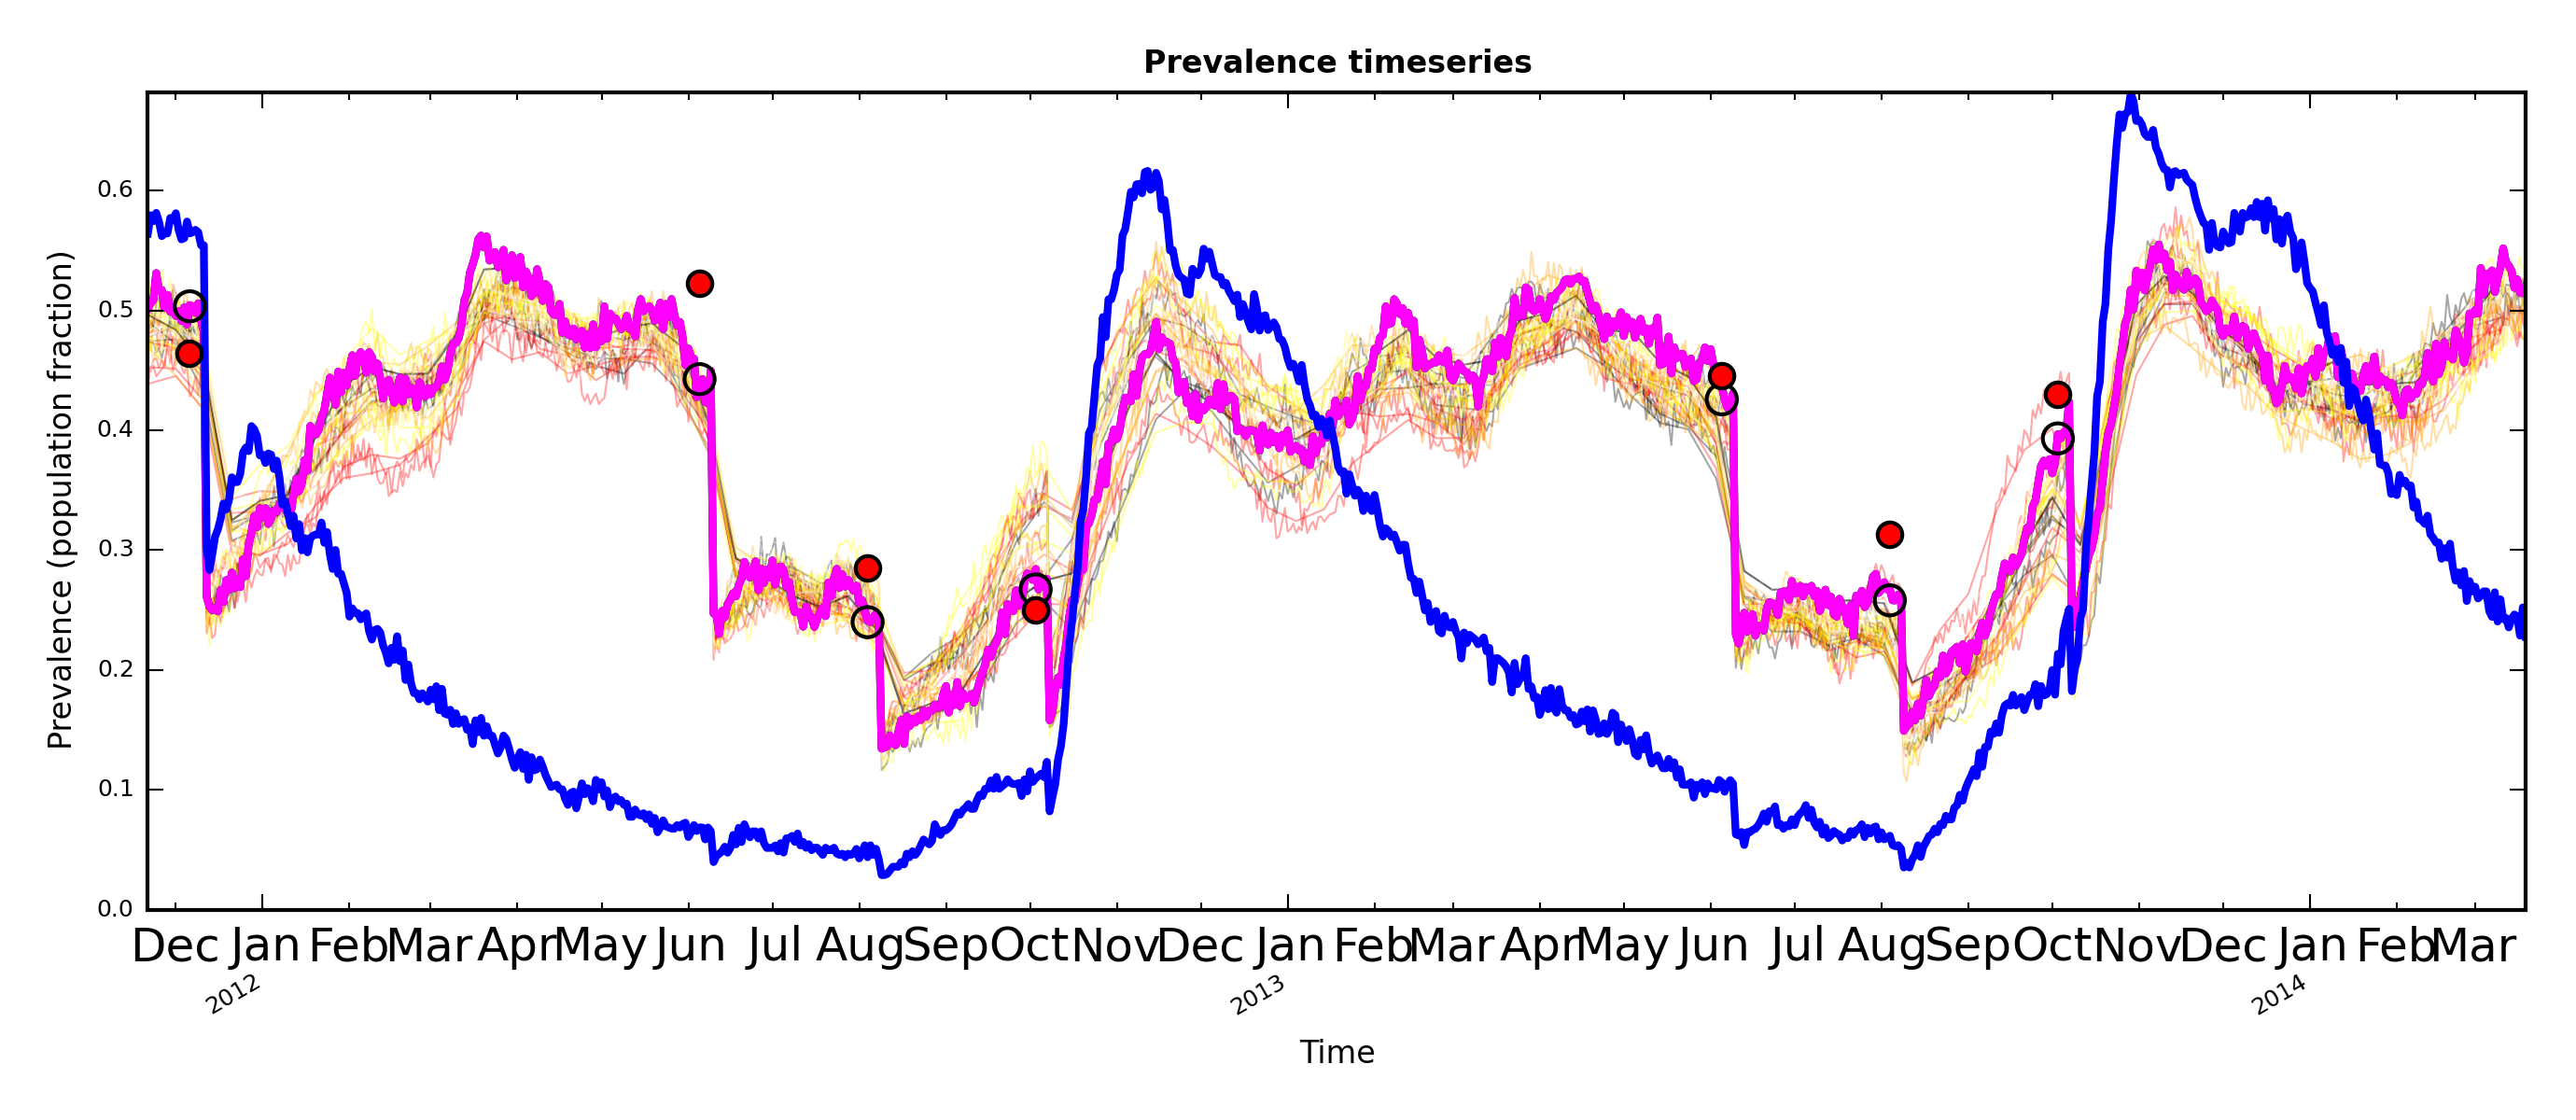 Prevalence timeseries
Prevalence (population fraction)
0.6
0.5
0.4
0.3
0.2
0.1
0.0
Dec Jan Feb Mar Apr May Jun Jul Aug Sep Oct Nov Dec Jan Feb Mar Apr May Jun Jul Aug Sep Oct Nov Dec Jan Feb Mar
2012 2013 2014
Time